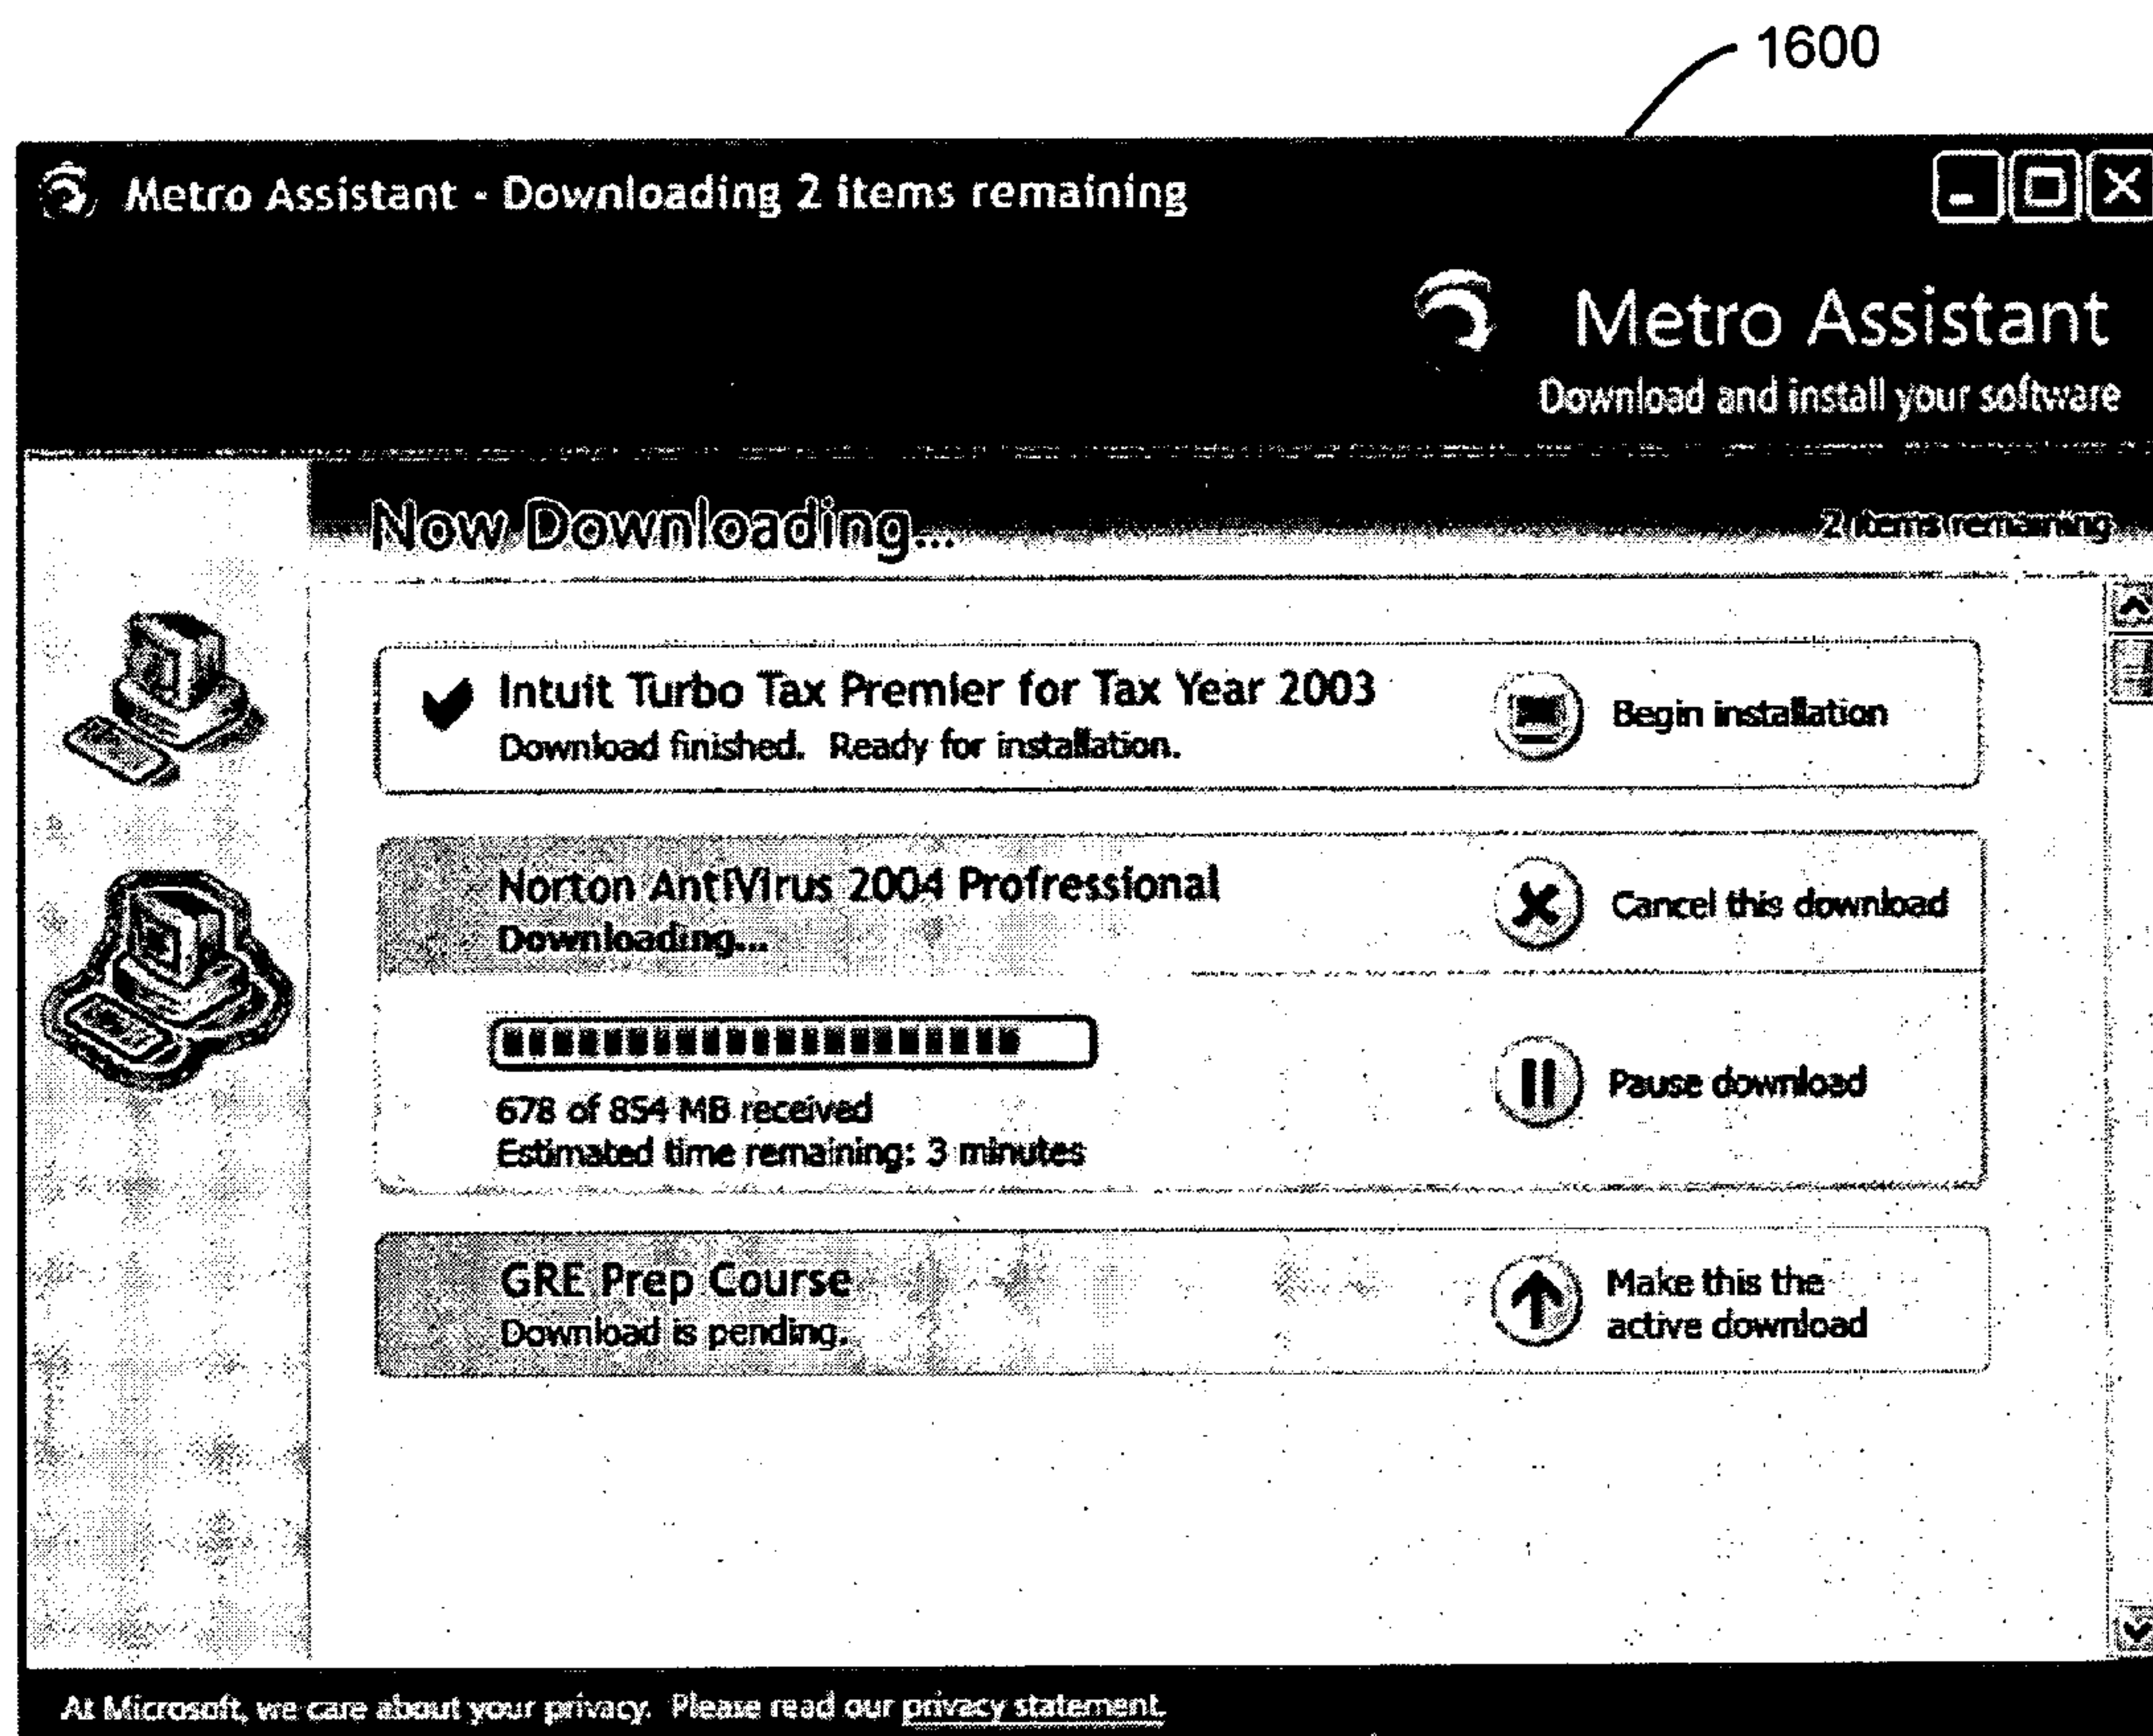 1600
Metro Assistant - Downloading 2 items remaining
Metro Assistant
Download and install your software
Now Downloading...
2 items remaining
Intuit Turbo Tax Premier for Tax Year 2003
Download finished. Ready for installation.
Begin installation
Norton AntiVirus 2004 Profressional
Downloading...
Cancel this download
678 of 854 MB received
Estimated time remaining: 3 minutes
Pause download
GRE Prep Course
Download is pending.
Make this the
active download
At Microsoft, we care about your privacy. Please read our privacy statement.